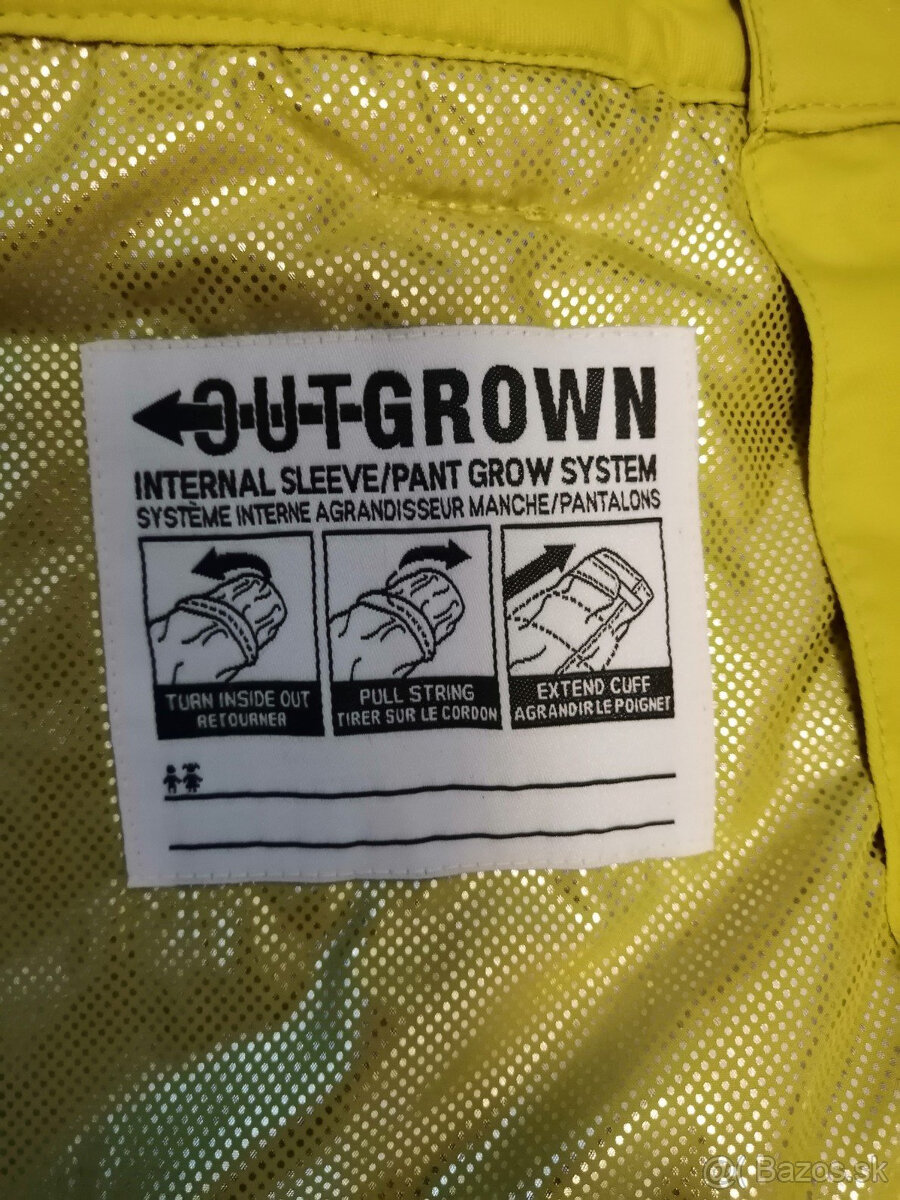 OUTGROWN
INTERNAL SLEEVE/PANT GROW SYSTEM
SYSTÈME INTERNE AGRANDISSEUR MANCHE/PANTALONS
TURN INSIDE OUT
RETOURNER
PULL STRING
TIRER SUR LE CORDON
EXTEND CUFF
AGRANDIR LE POIGNET
Bazos.sk